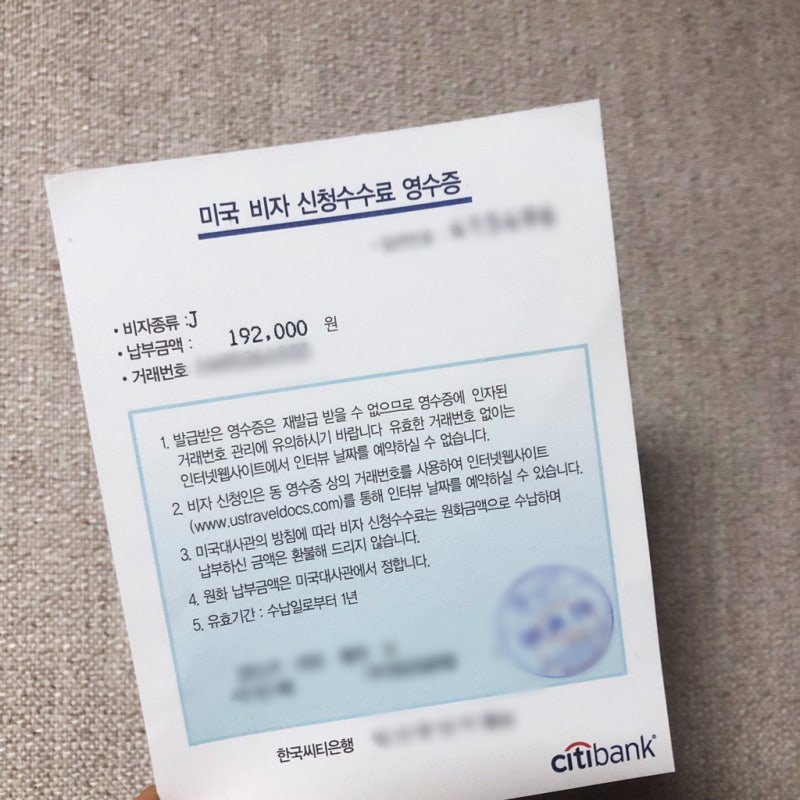 미국 비자 신청수수료 영수증
• 비자종류 :J
• 납부금액 : 192,000 원
• 거래번호
1. 발급받은 영수증은 재발급 받을 수 없으므로 영수증에 인자된
거래번호 관리에 유의하시기 바랍니다 유효한 거래번호 없이는
인터넷웹사이트에서 인터뷰 날짜를 예약하실 수 없습니다.
2. 비자 신청인은 동 영수증 상의 거래번호를 사용하여 인터넷웹사이트
(www.ustraveldocs.com)를 통해 인터뷰 날짜를 예약하실 수 있습니다.
3. 미국대사관의 방침에 따라 비자 신청수수료는 원화금액으로 수납하며
납부하신 금액은 환불해 드리지 않습니다.
4. 원화 납부금액은 미국대사관에서 정합니다.
5. 유효기간 : 수납일로부터 1년
한국씨티은행
citibank